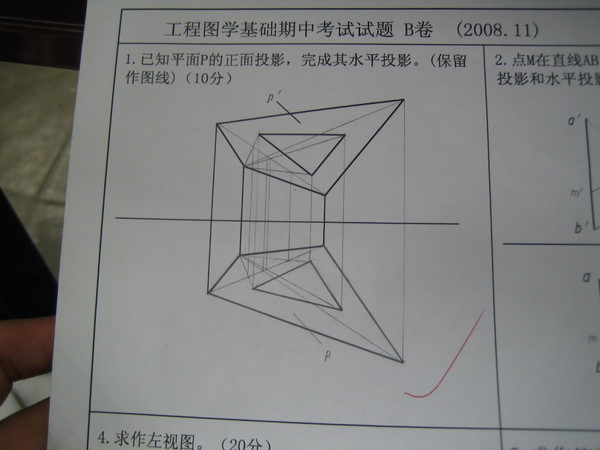 工程图学基础期中考试试题 B卷 (2008.11)
1.已知平面P的正面投影，完成其水平投影。(保留
作图线)（10分）
p'
p
2.点M在直线AB
投影和水平投影
a'
m'
b'
a
m
b
4.求作左视图。（20分）